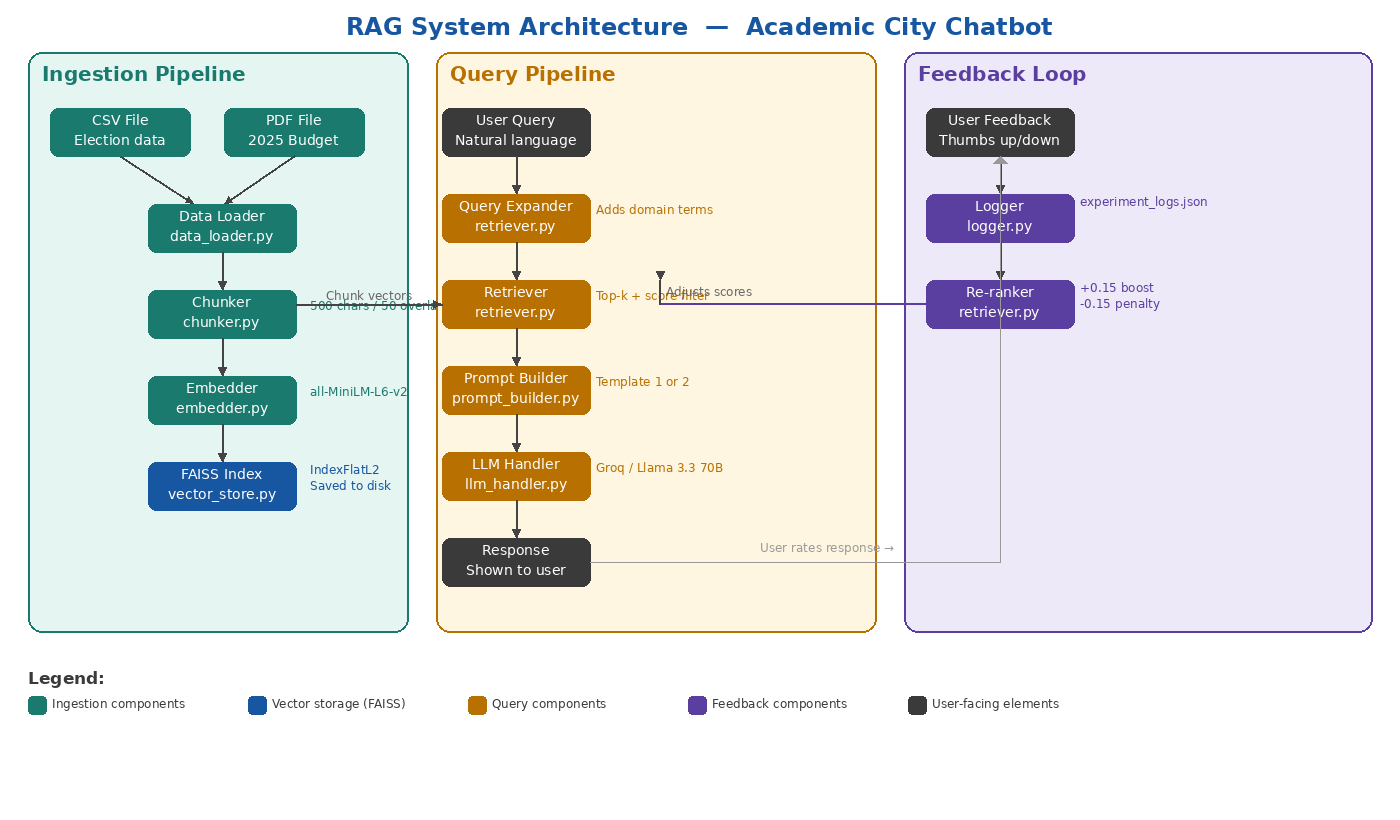 RAG System Architecture — Academic City Chatbot
Ingestion Pipeline
CSV File
Election data
PDF File
2025 Budget
Data Loader
data_loader.py
Chunker
chunker.py
Chunk vectors
500 chars / 50 overla
Embedder
embedder.py
all-MiniLM-L6-v2
FAISS Index
vector_store.py
IndexFlatL2
Saved to disk
Query Pipeline
User Query
Natural language
Query Expander
retriever.py
Adds domain terms
Retriever
retriever.py
Top-k + score filter
Adjusts scores
Prompt Builder
prompt_builder.py
Template 1 or 2
LLM Handler
llm_handler.py
Groq / Llama 3.3 70B
Response
Shown to user
User rates response →
Feedback Loop
User Feedback
Thumbs up/down
Logger
logger.py
experiment_logs.json
Re-ranker
retriever.py
+0.15 boost
-0.15 penalty
Legend:
Ingestion components
Vector storage (FAISS)
Query components
Feedback components
User-facing elements